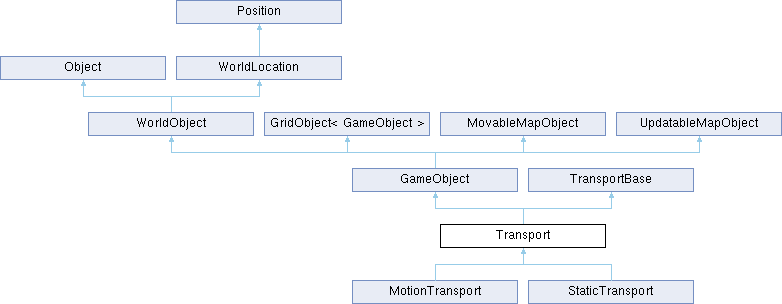 Position
Object
WorldLocation
WorldObject
GridObject< GameObject >
MovableMapObject
UpdatableMapObject
GameObject
TransportBase
Transport
MotionTransport
StaticTransport